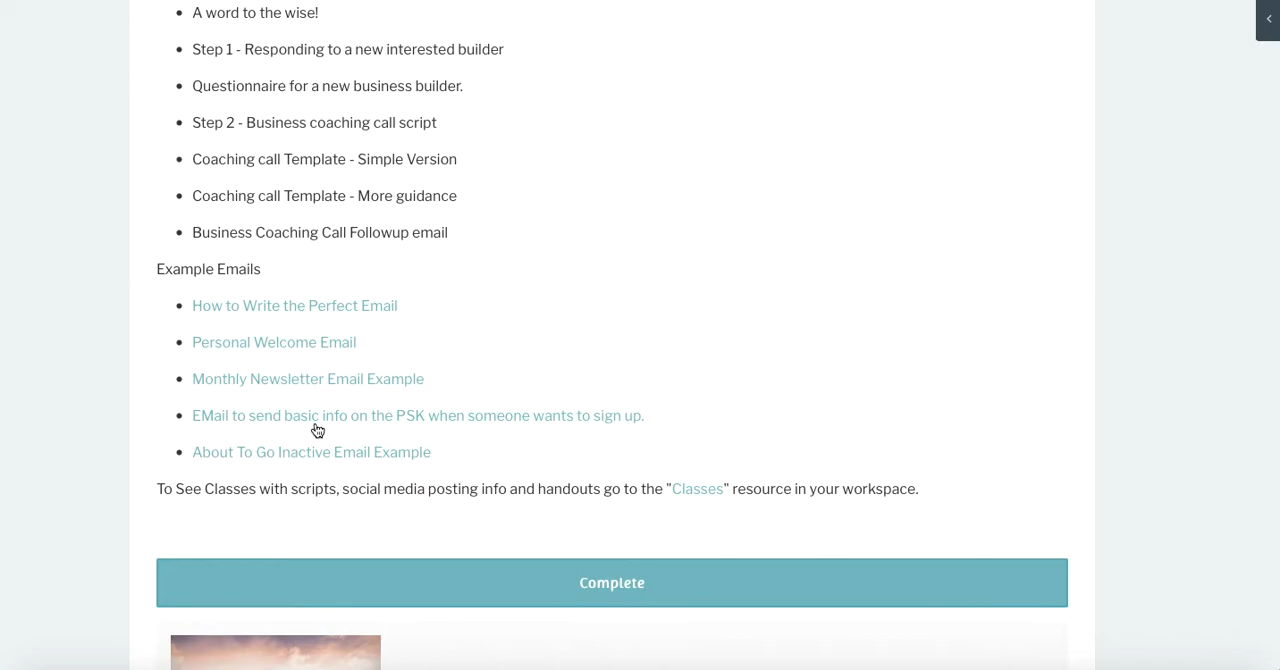 A word to the wise!
Step 1 - Responding to a new interested builder
Questionnaire for a new business builder.
Step 2 - Business coaching call script
Coaching call Template - Simple Version
Coaching call Template - More guidance
Business Coaching Call Followup email
Example Emails
How to Write the Perfect Email
Personal Welcome Email
Monthly Newsletter Email Example
EMail to send basic info on the PSK when someone wants to sign up.
About To Go Inactive Email Example
To See Classes with scripts, social media posting info and handouts go to the "Classes" resource in your workspace.
Complete